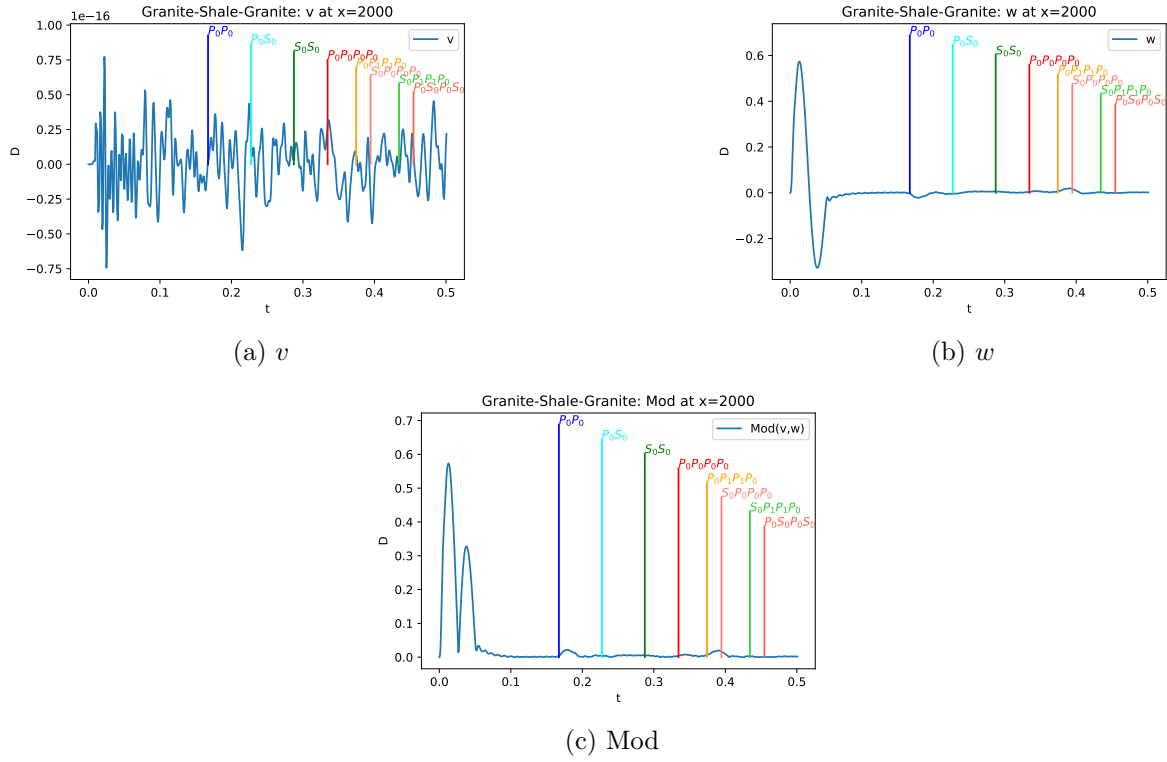 Granite-Shale-Granite: v at x=2000
1e−16
1.00
0.75
0.50
0.25
0.00
−0.25
−0.50
−0.75
D
P₀P₀
P₀S₀
S₀S₀
P₀P₀P₀P₀
P₀P₁P₁P₀
S₀P₀P₀P₀
S₀P₁P₁P₀
P₀S₀P₀S₀
v
0.0 0.1 0.2 0.3 0.4 0.5
t
(a) v
Granite-Shale-Granite: w at x=2000
0.6
0.4
0.2
0.0
−0.2
D
P₀P₀
P₀S₀
S₀S₀
P₀P₀P₀P₀
P₀P₁P₁P₀
S₀P₀P₀P₀
S₀P₁P₁P₀
P₀S₀P₀S₀
w
0.0 0.1 0.2 0.3 0.4 0.5
t
(b) w
Granite-Shale-Granite: Mod at x=2000
0.7
0.6
0.5
0.4
0.3
0.2
0.1
0.0
D
P₀P₀
P₀S₀
S₀S₀
P₀P₀P₀P₀
P₀P₁P₁P₀
S₀P₀P₀P₀
S₀P₁P₁P₀
P₀S₀P₀S₀
Mod(v,w)
0.0 0.1 0.2 0.3 0.4 0.5
t
(c) Mod